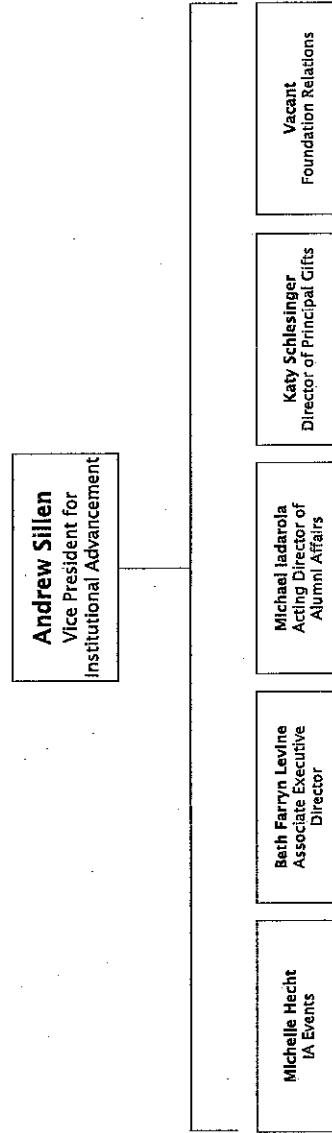 Andrew Sillen
Vice President for
Institutional Advancement
Michelle Hecht
IA Events
Beth Farryn Levine
Associate Executive
Director
Michael Iadarola
Acting Director of
Alumni Affairs
Katy Schlesinger
Director of Principal Gifts
Vacant
Foundation Relations